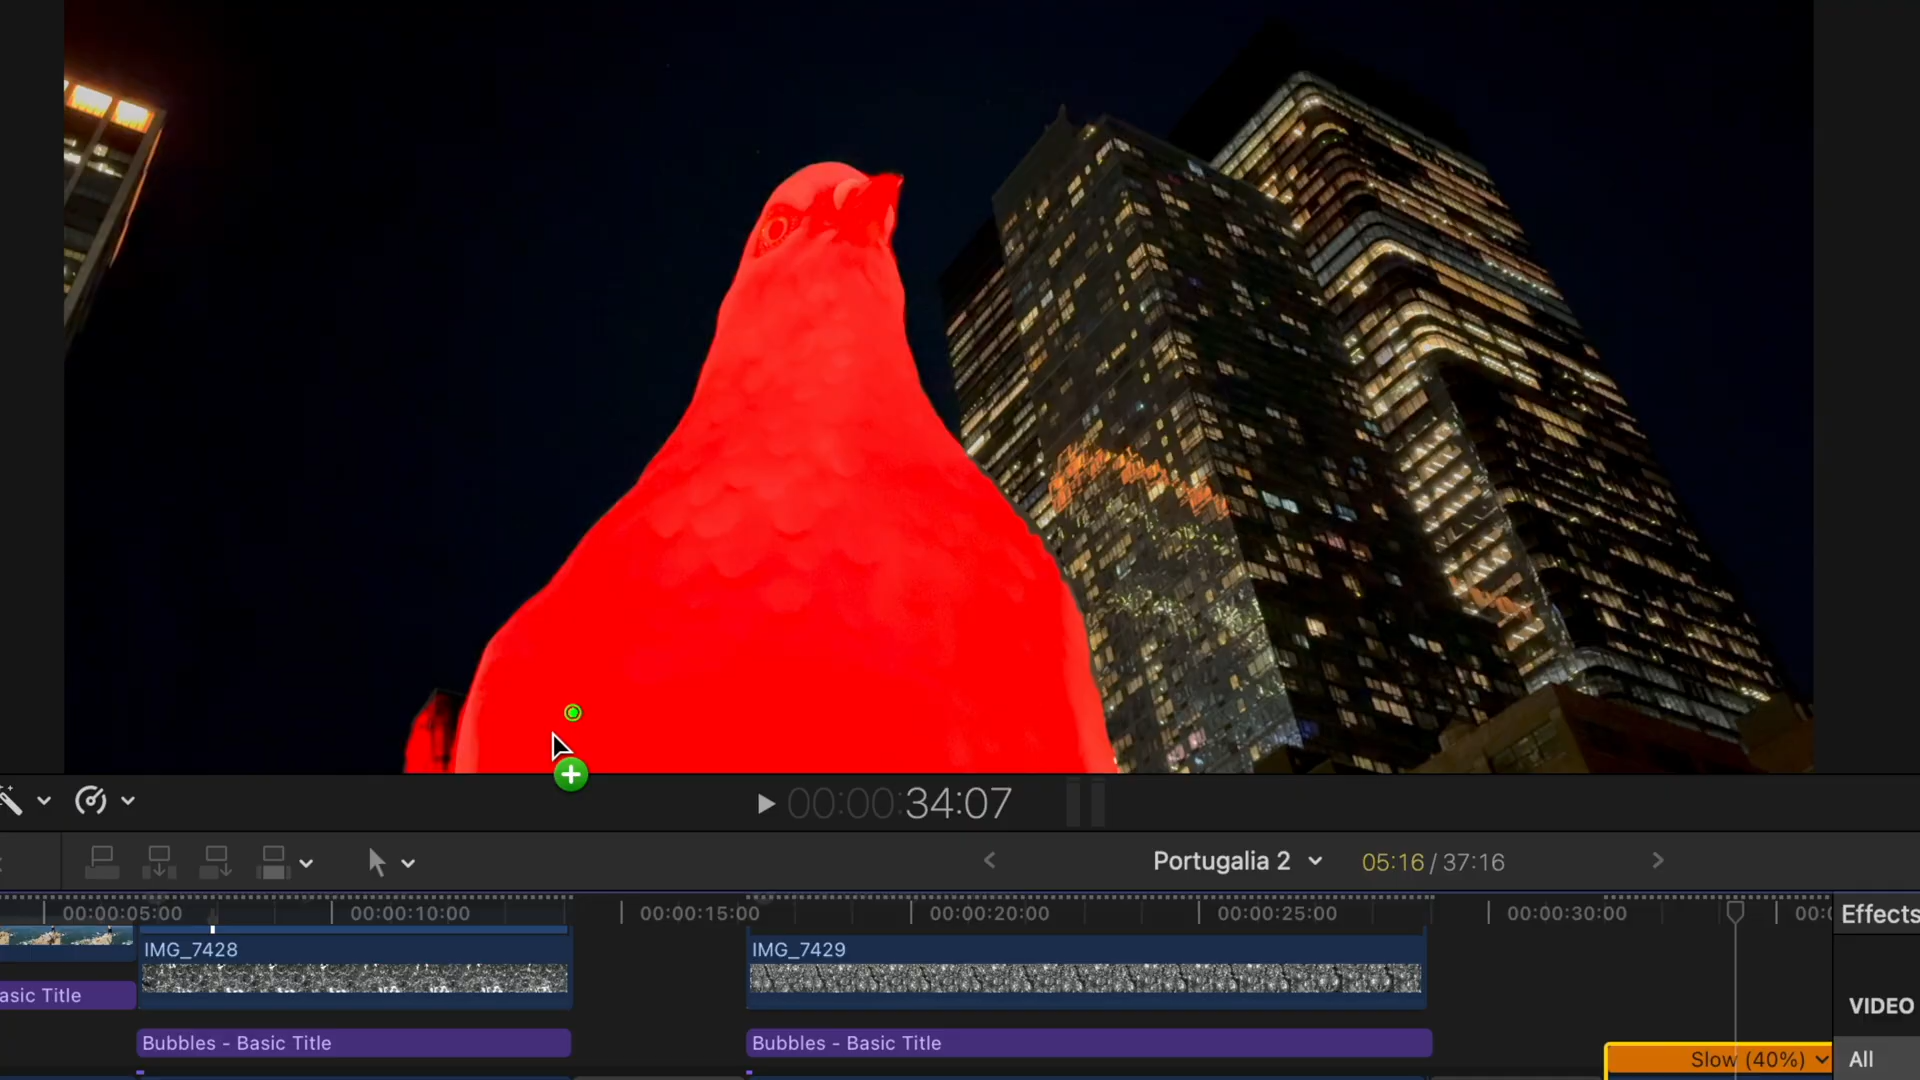 00:00:34:07
Portugalia 2
05:16 / 37:16
00:00:05:00
00:00:10:00
00:00:15:00
00:00:20:00
00:00:25:00
00:00:30:00
00:0
Effects
IMG_7428
IMG_7429
asic Title
VIDEO
Bubbles - Basic Title
Bubbles - Basic Title
Slow (40%)
All